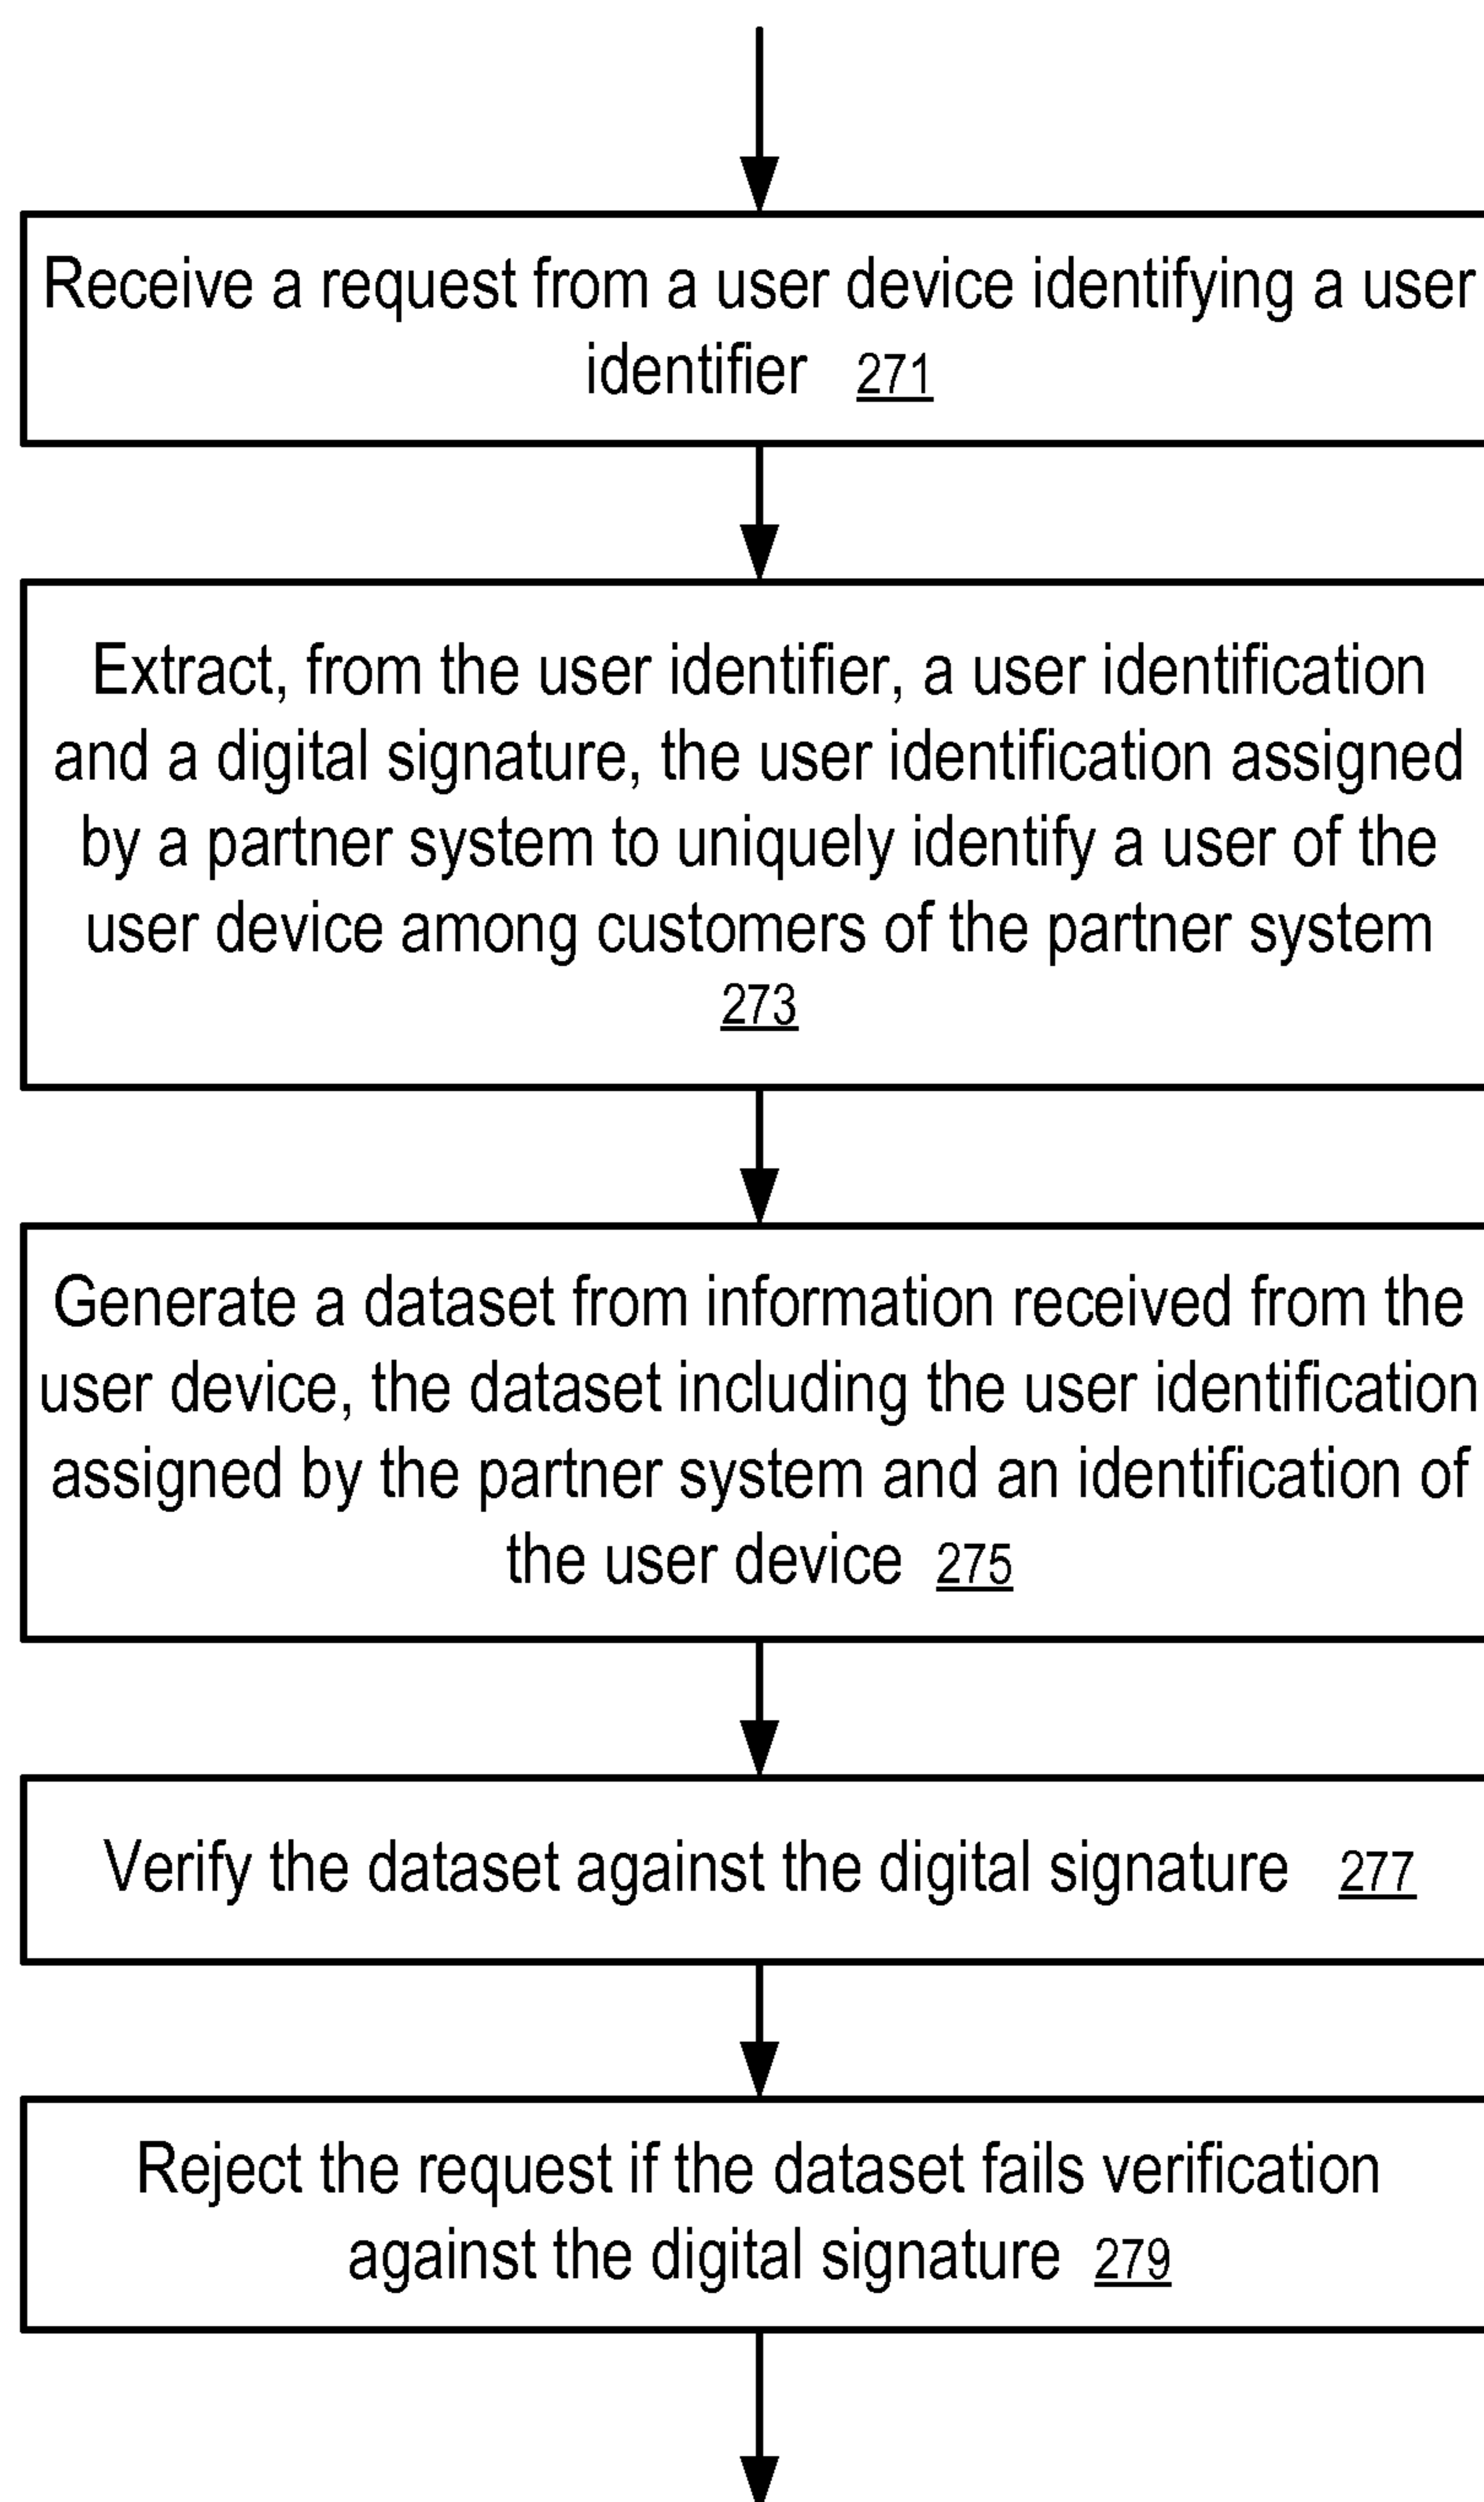 Receive a request from a user device identifying a user
identifier 271
Extract, from the user identifier, a user identification
and a digital signature, the user identification assigned
by a partner system to uniquely identify a user of the
user device among customers of the partner system
273
Generate a dataset from information received from the
user device, the dataset including the user identification
assigned by the partner system and an identification of
the user device 275
Verify the dataset against the digital signature 277
Reject the request if the dataset fails verification
against the digital signature 279